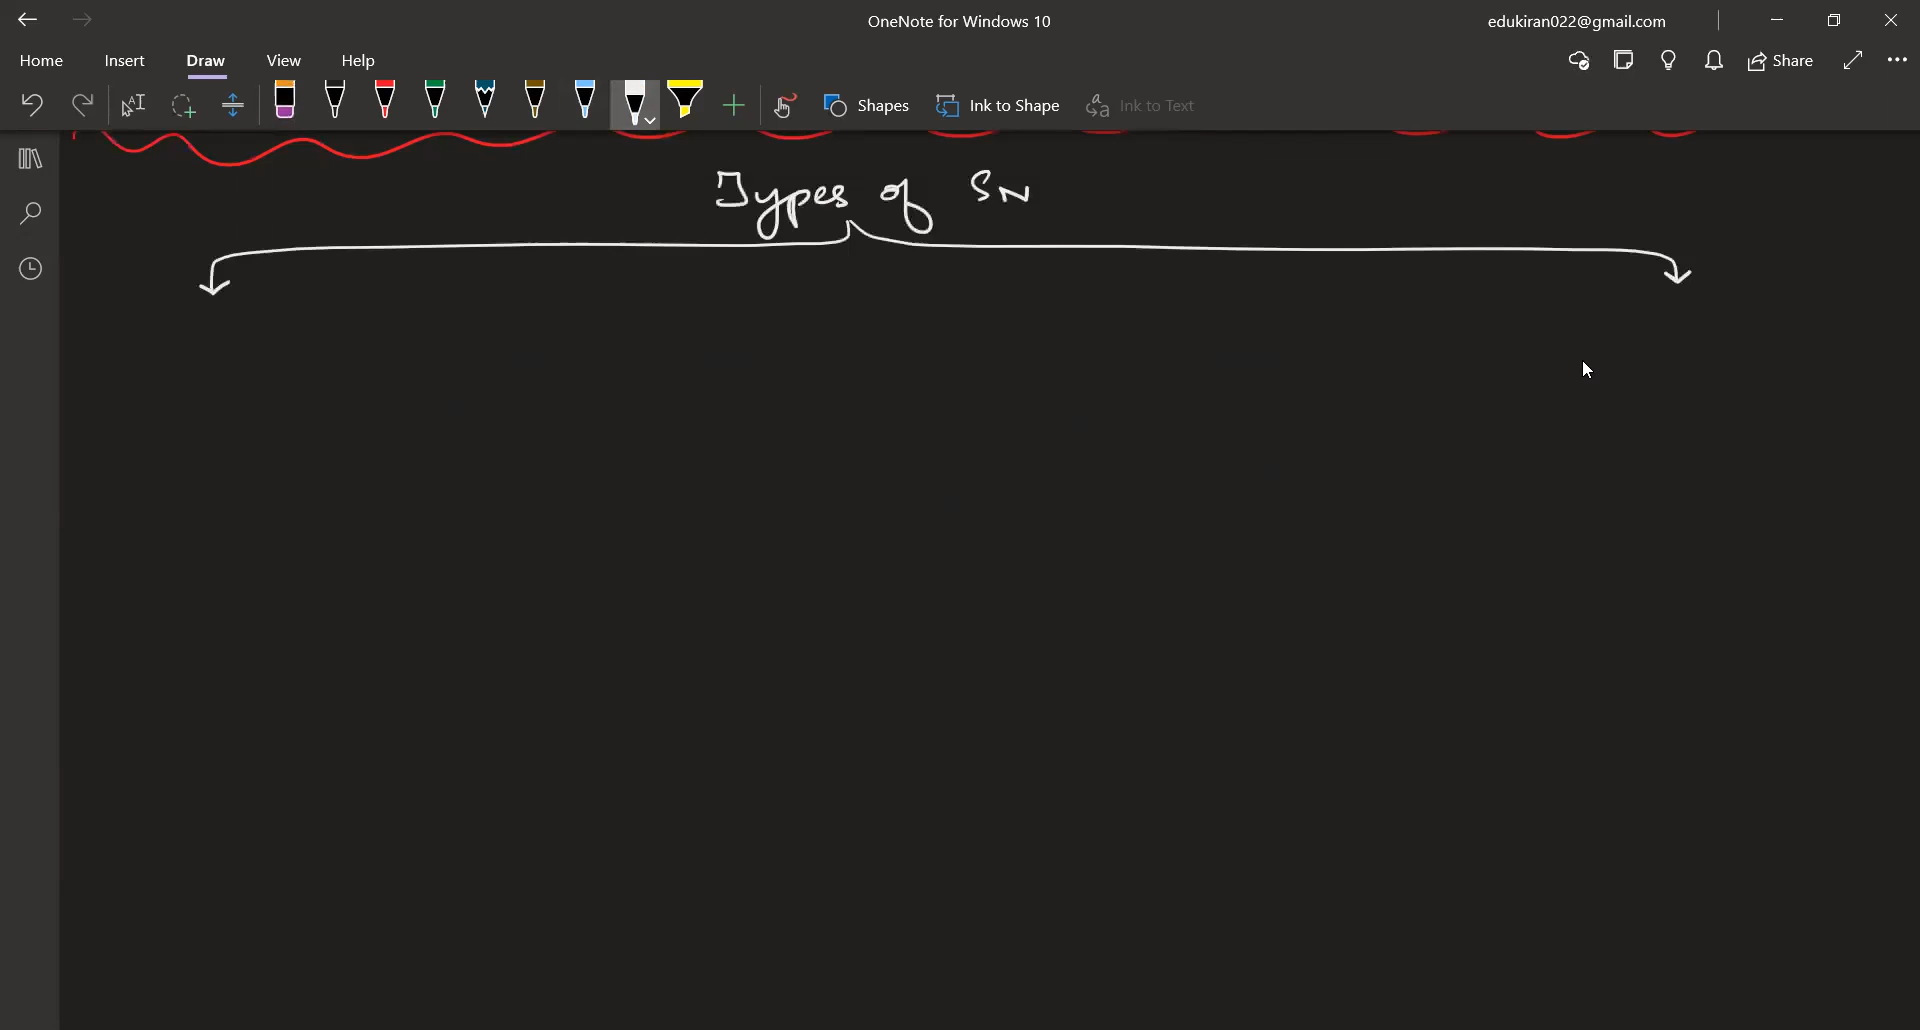 OneNote for Windows 10
edukiran022@gmail.com
Home Insert Draw View Help
Share
Shapes Ink to Shape Ink to Text
Types of SN